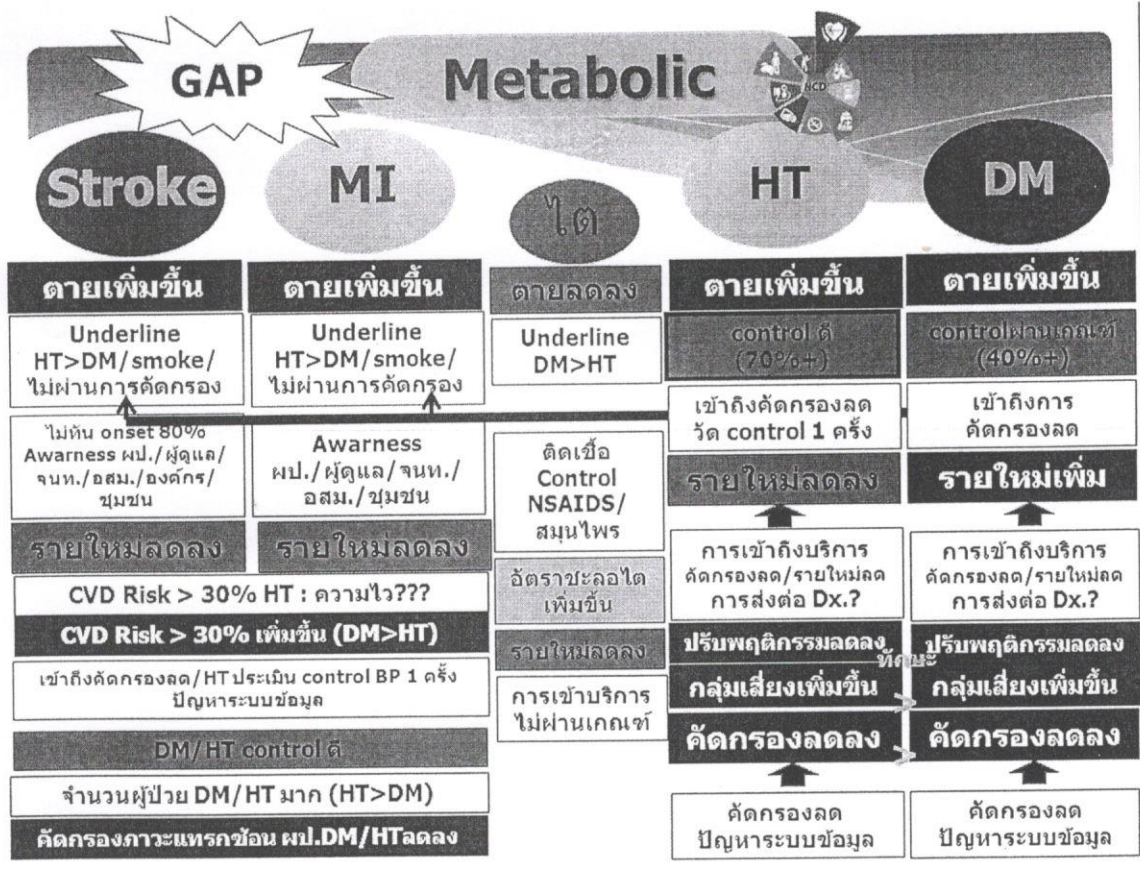 GAP
Metabolic
NCD
Stroke
MI
ไต
HT
DM
ตายเพิ่มขึ้น
Underline
HT>DM/smoke/
ไม่ผ่านการคัดกรอง
ไม่ทัน onset 80%
Awarness ผป./ผู้ดูแล/
จนท./อสม./องค์กร/
ชุมชน
รายใหม่ลดลง
ตายเพิ่มขึ้น
Underline
HT>DM/smoke/
ไม่ผ่านการคัดกรอง
Awarness
ผป./ผู้ดูแล/จนท./
อสม./ชุมชน
รายใหม่ลดลง
CVD Risk > 30% HT : ความไว???
CVD Risk > 30% เพิ่มขึ้น (DM>HT)
เข้าถึงคัดกรองลด/HT ประเมิน control BP 1 ครั้ง
ปัญหาระบบข้อมูล
DM/HT control ดี
จำนวนผู้ป่วย DM/HT มาก (HT>DM)
คัดกรองภาวะแทรกซ้อน ผป.DM/HTลดลง
ตายลดลง
Underline
DM>HT
ติดเชื้อ
Control
NSAIDS/
สมุนไพร
อัตราชะลอไต
เพิ่มขึ้น
รายใหม่ลดลง
การเข้าบริการ
ไม่ผ่านเกณฑ์
ตายเพิ่มขึ้น
control ดี
(70%+)
เข้าถึงคัดกรองลด
วัด control 1 ครั้ง
รายใหม่ลดลง
การเข้าถึงบริการ
คัดกรองลด/รายใหม่ลด
การส่งต่อ Dx.?
ปรับพฤติกรรมลดลง
ทักษะ
กลุ่มเสี่ยงเพิ่มขึ้น
คัดกรองลดลง
คัดกรองลด
ปัญหาระบบข้อมูล
ตายเพิ่มขึ้น
controlผ่านเกณฑ์
(40%+)
เข้าถึงการ
คัดกรองลด
รายใหม่เพิ่ม
การเข้าถึงบริการ
คัดกรองลด/รายใหม่ลด
การส่งต่อ Dx.?
ปรับพฤติกรรมลดลง
กลุ่มเสี่ยงเพิ่มขึ้น
คัดกรองลดลง
คัดกรองลด
ปัญหาระบบข้อมูล